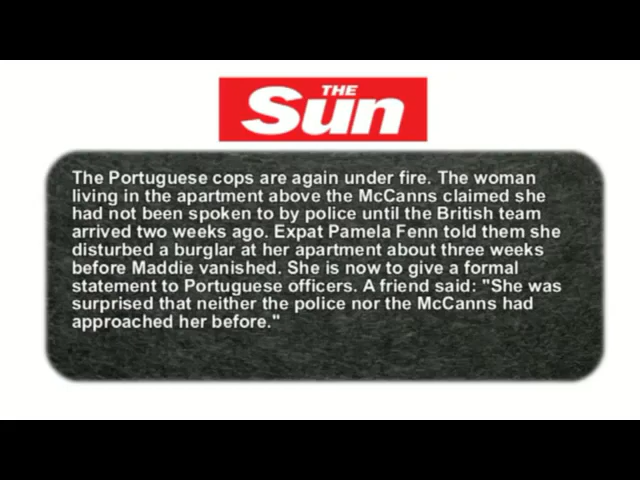 THE
Sun
The Portuguese cops are again under fire. The woman
living in the apartment above the McCanns claimed she
had not been spoken to by police until the British team
arrived two weeks ago. Expat Pamela Fenn told them she
disturbed a burglar at her apartment about three weeks
before Maddie vanished. She is now to give a formal
statement to Portuguese officers. A friend said: "She was
surprised that neither the police nor the McCanns had
approached her before."